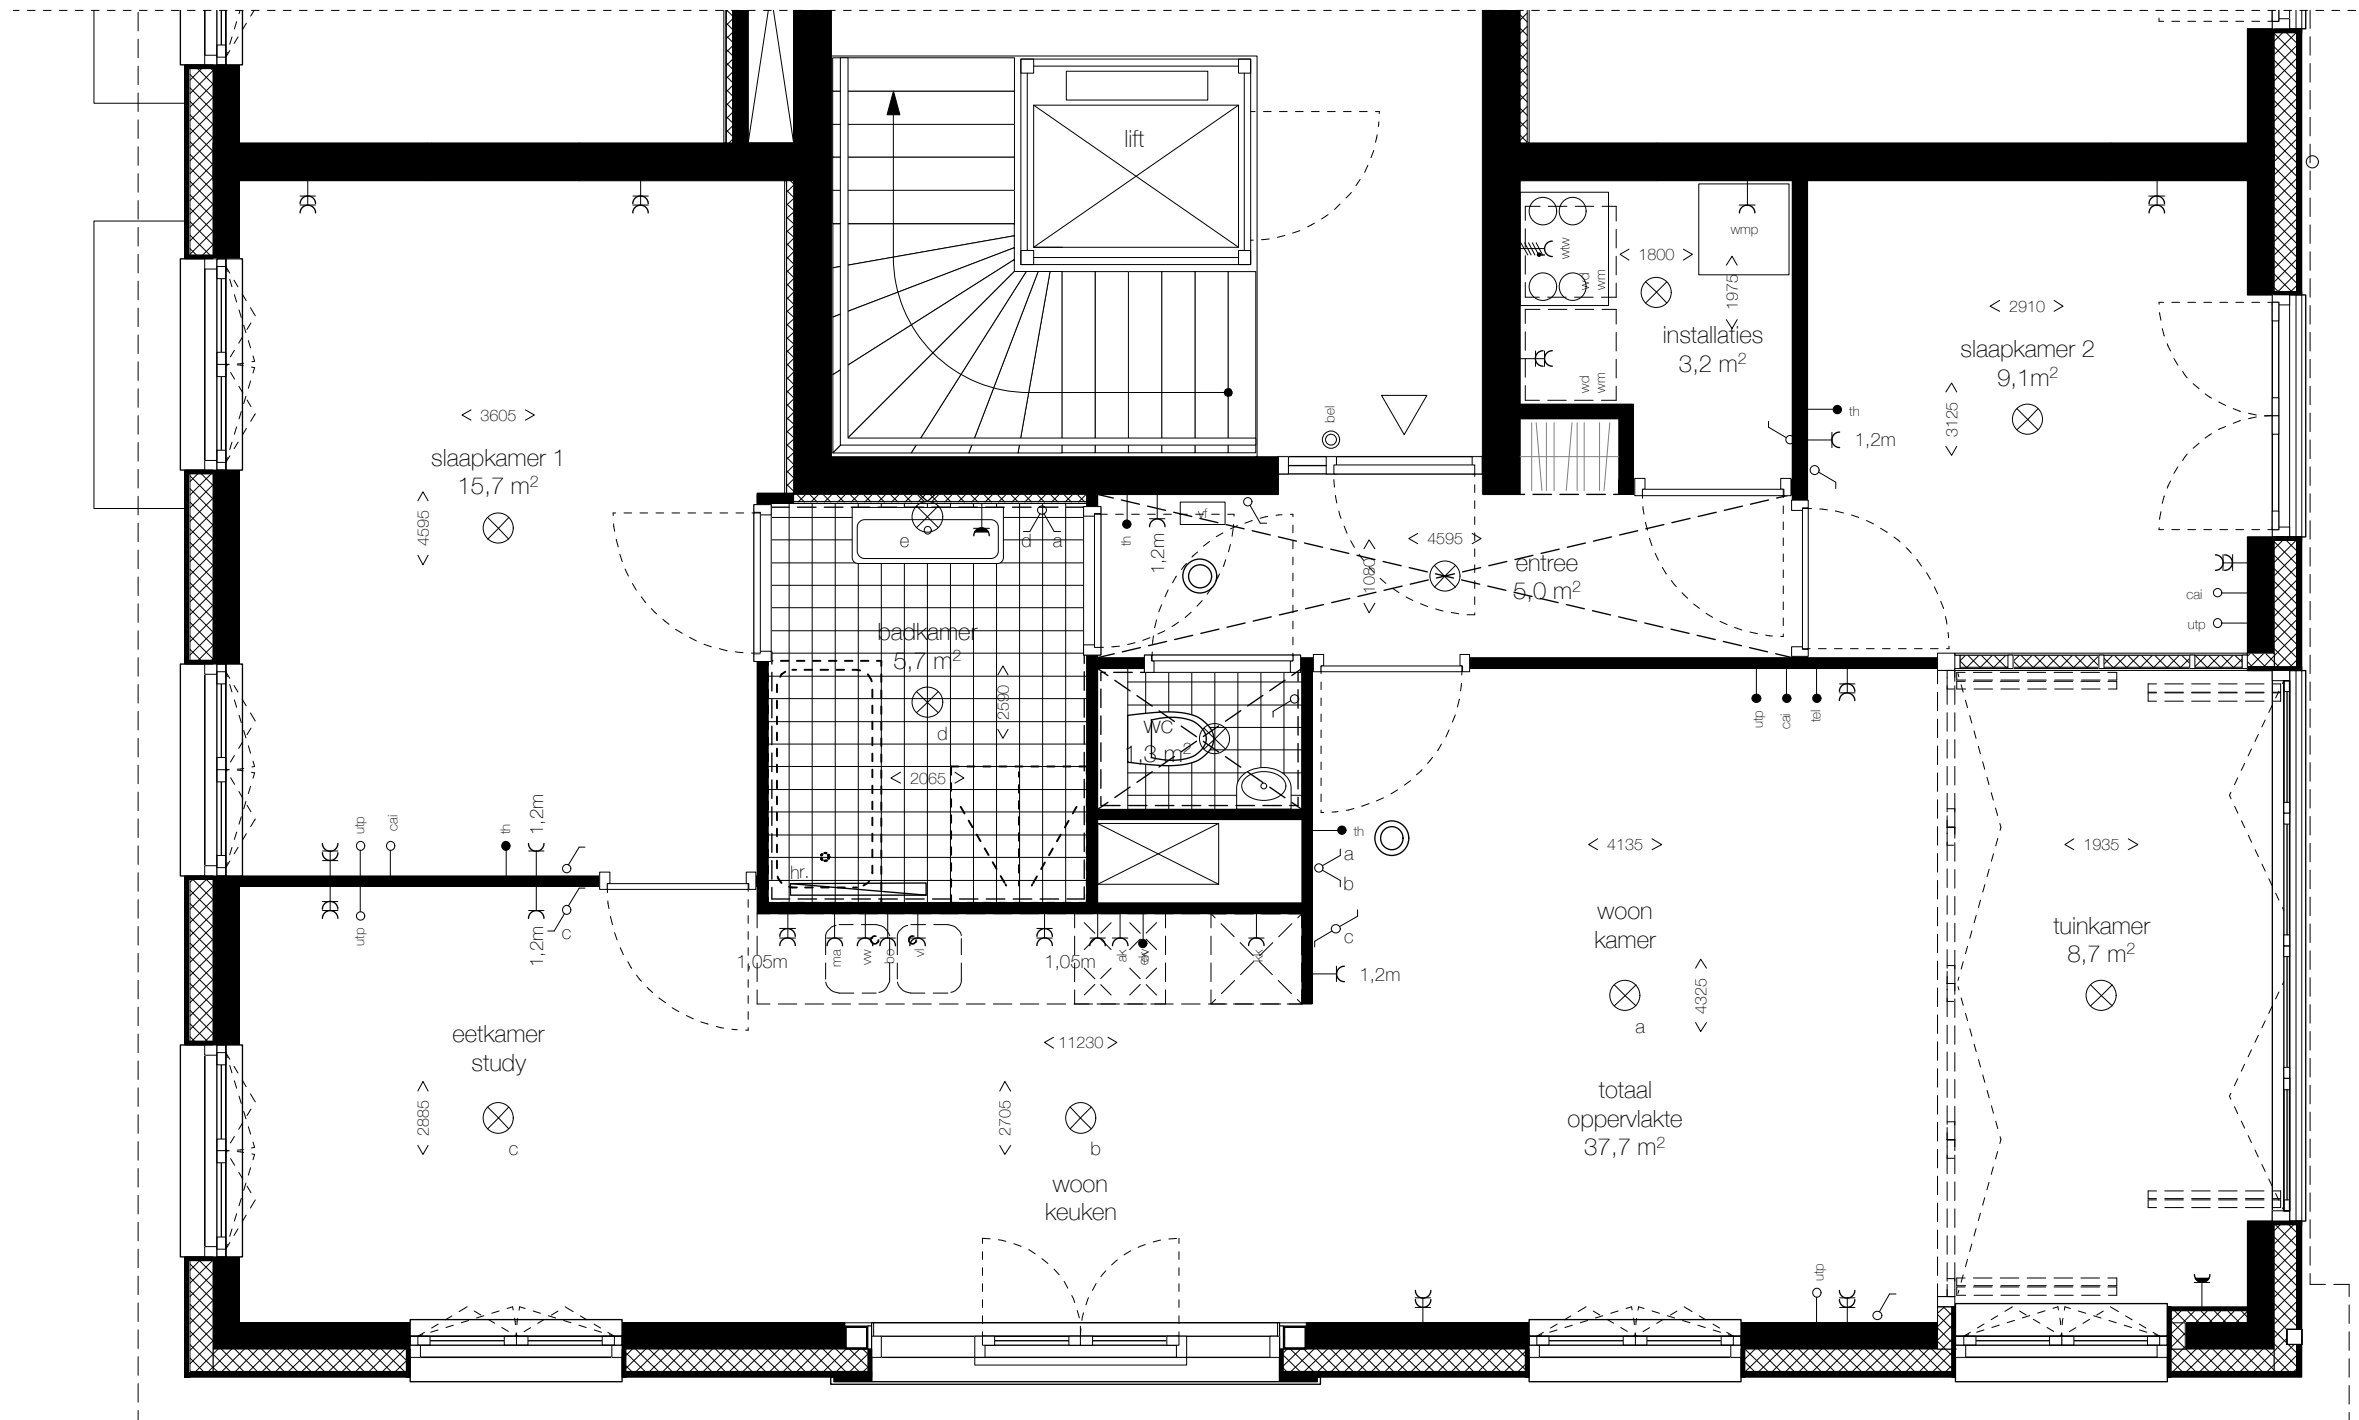 lift
bel
wtw
wd
wm
wd
wm
wmp
< 1800 >
< 1975 >
installaties
3,2 m²
< 2910 >
slaapkamer 2
9,1m²
< 3125 >
th
1,2m
cai
utp
< 3605 >
slaapkamer 1
15,7 m²
< 4595 >
utp
cai
th
1,2m
e
d
a
badkamer
5,7 m²
< 2590 >
d
< 2065 >
hr.
th
1,2m
vf
< 4595 >
< 1080 >
entree
5,0 m²
wc
1,3 m²
utp
cai
tel
th
a
b
c
1,2m
utp
1,2m
c
1,05m
ma
vw
vl
1,05m
ak
kk
eetkamer
study
< 2885 >
c
< 11230 >
< 2705 >
b
woon
keuken
< 4135 >
woon
kamer
< 4325 >
a
totaal
oppervlakte
37,7 m²
< 1935 >
tuinkamer
8,7 m²
utp